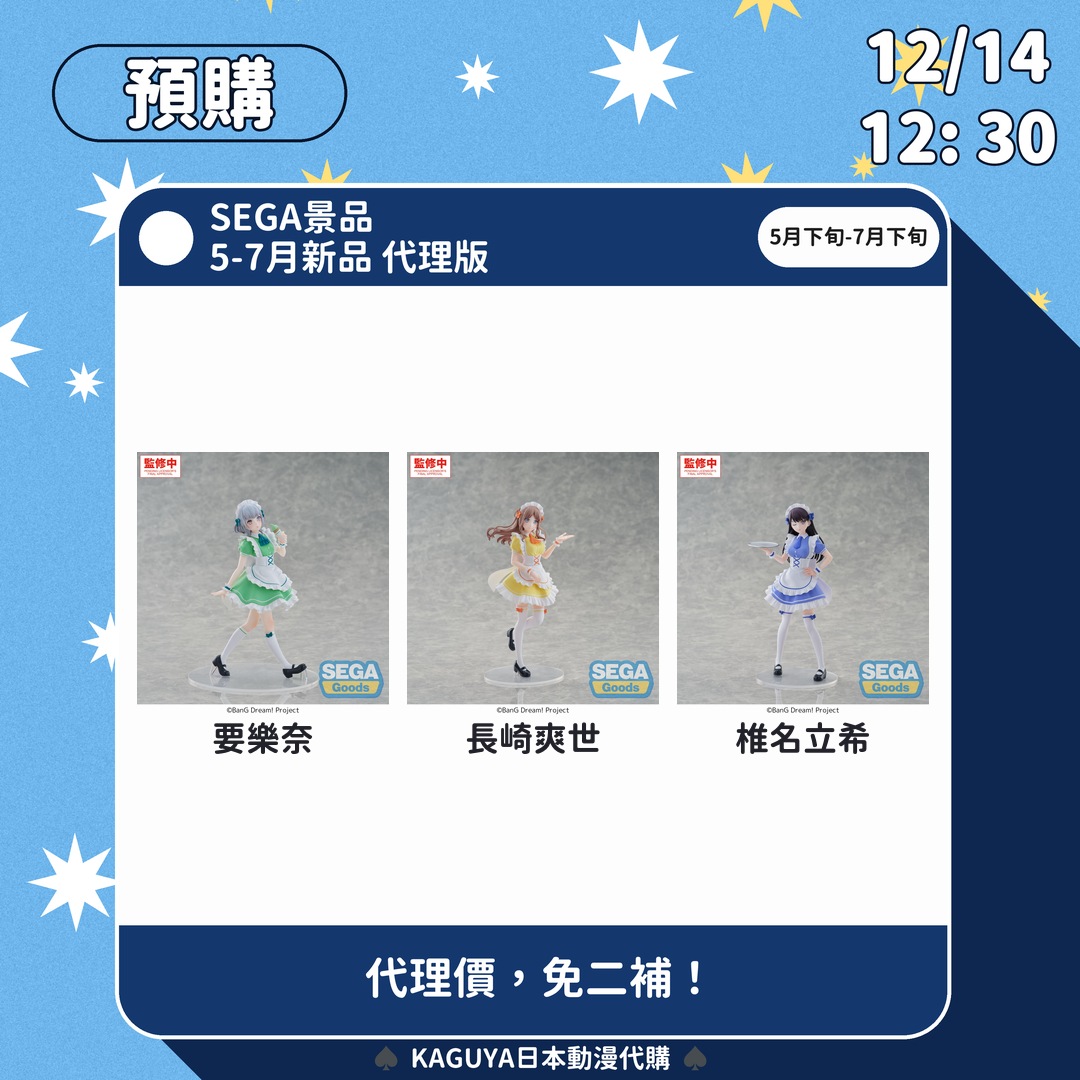 預購
12/14
12: 30
SEGA景品
5-7月新品 代理版
5月下旬-7月下旬
監修中
監修中
監修中
SEGA
Goods
SEGA
Goods
SEGA
Goods
©BanG Dream! Project
©BanG Dream! Project
©BanG Dream! Project
要樂奈
長崎爽世
椎名立希
代理價，免二補！
♠ KAGUYA日本動漫代購 ♠